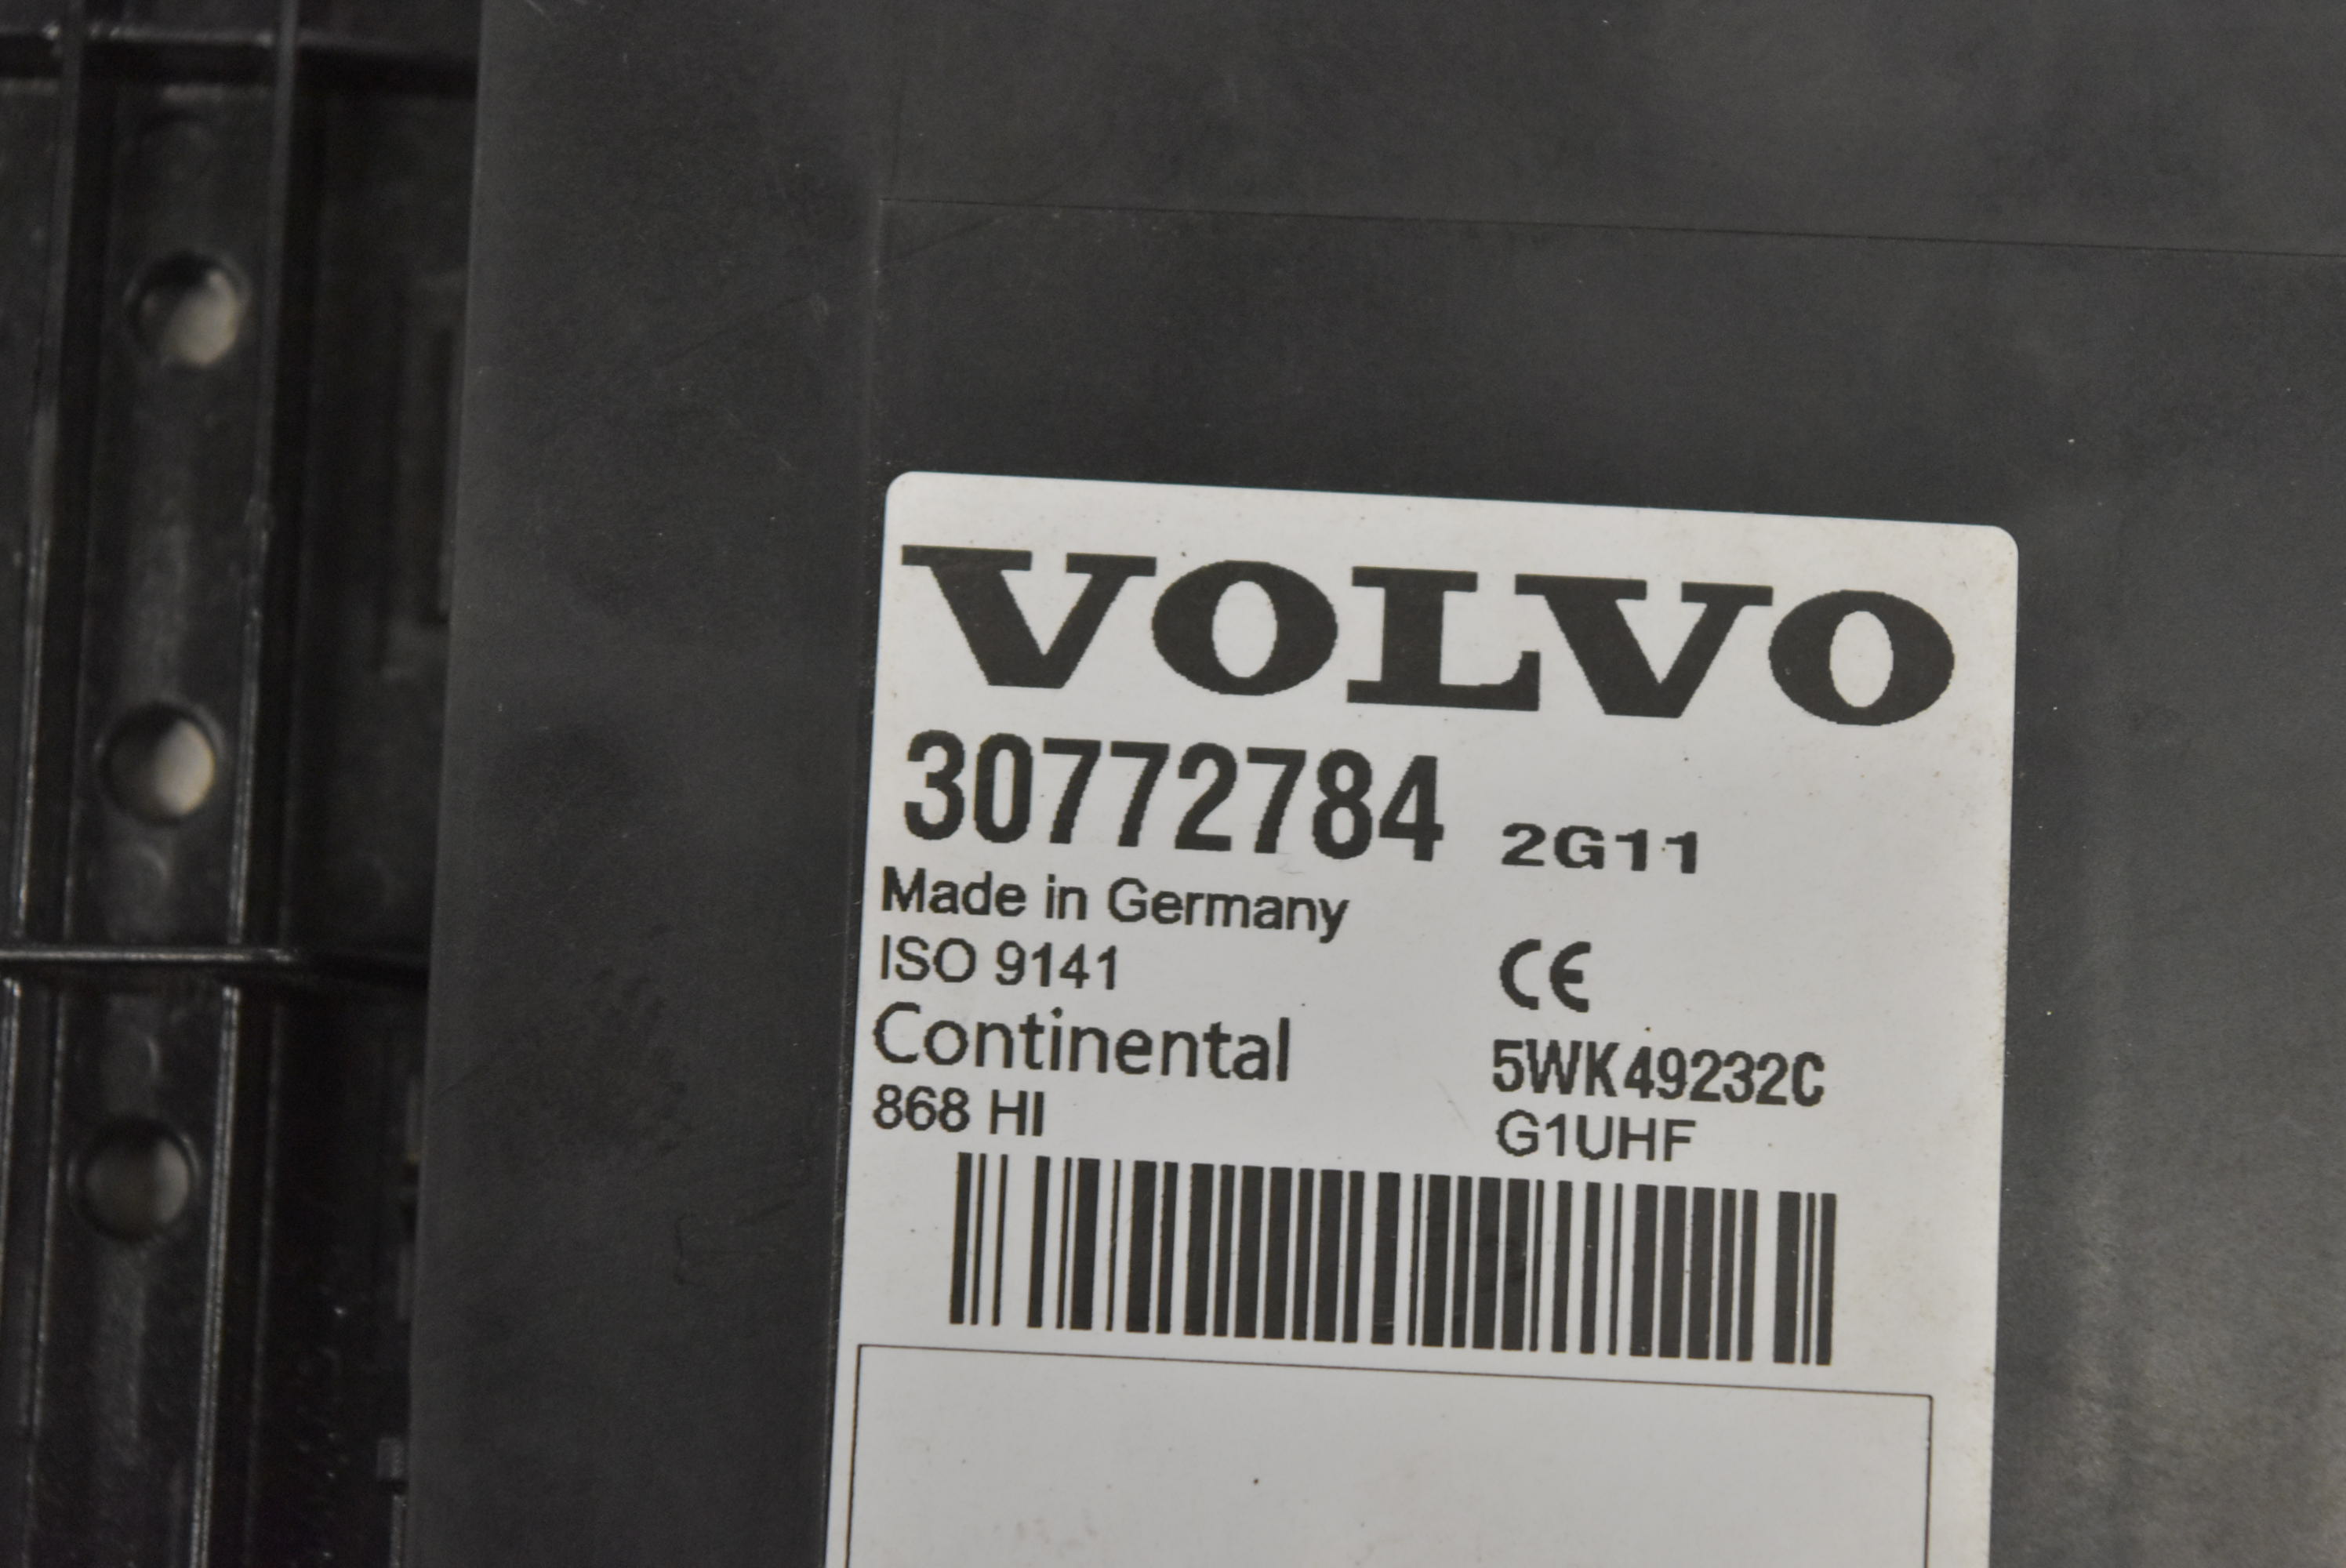 VOLVO
30772784 2G11
Made in Germany
ISO 9141 CE
Continental 5WK49232C
868 HI G1UHF